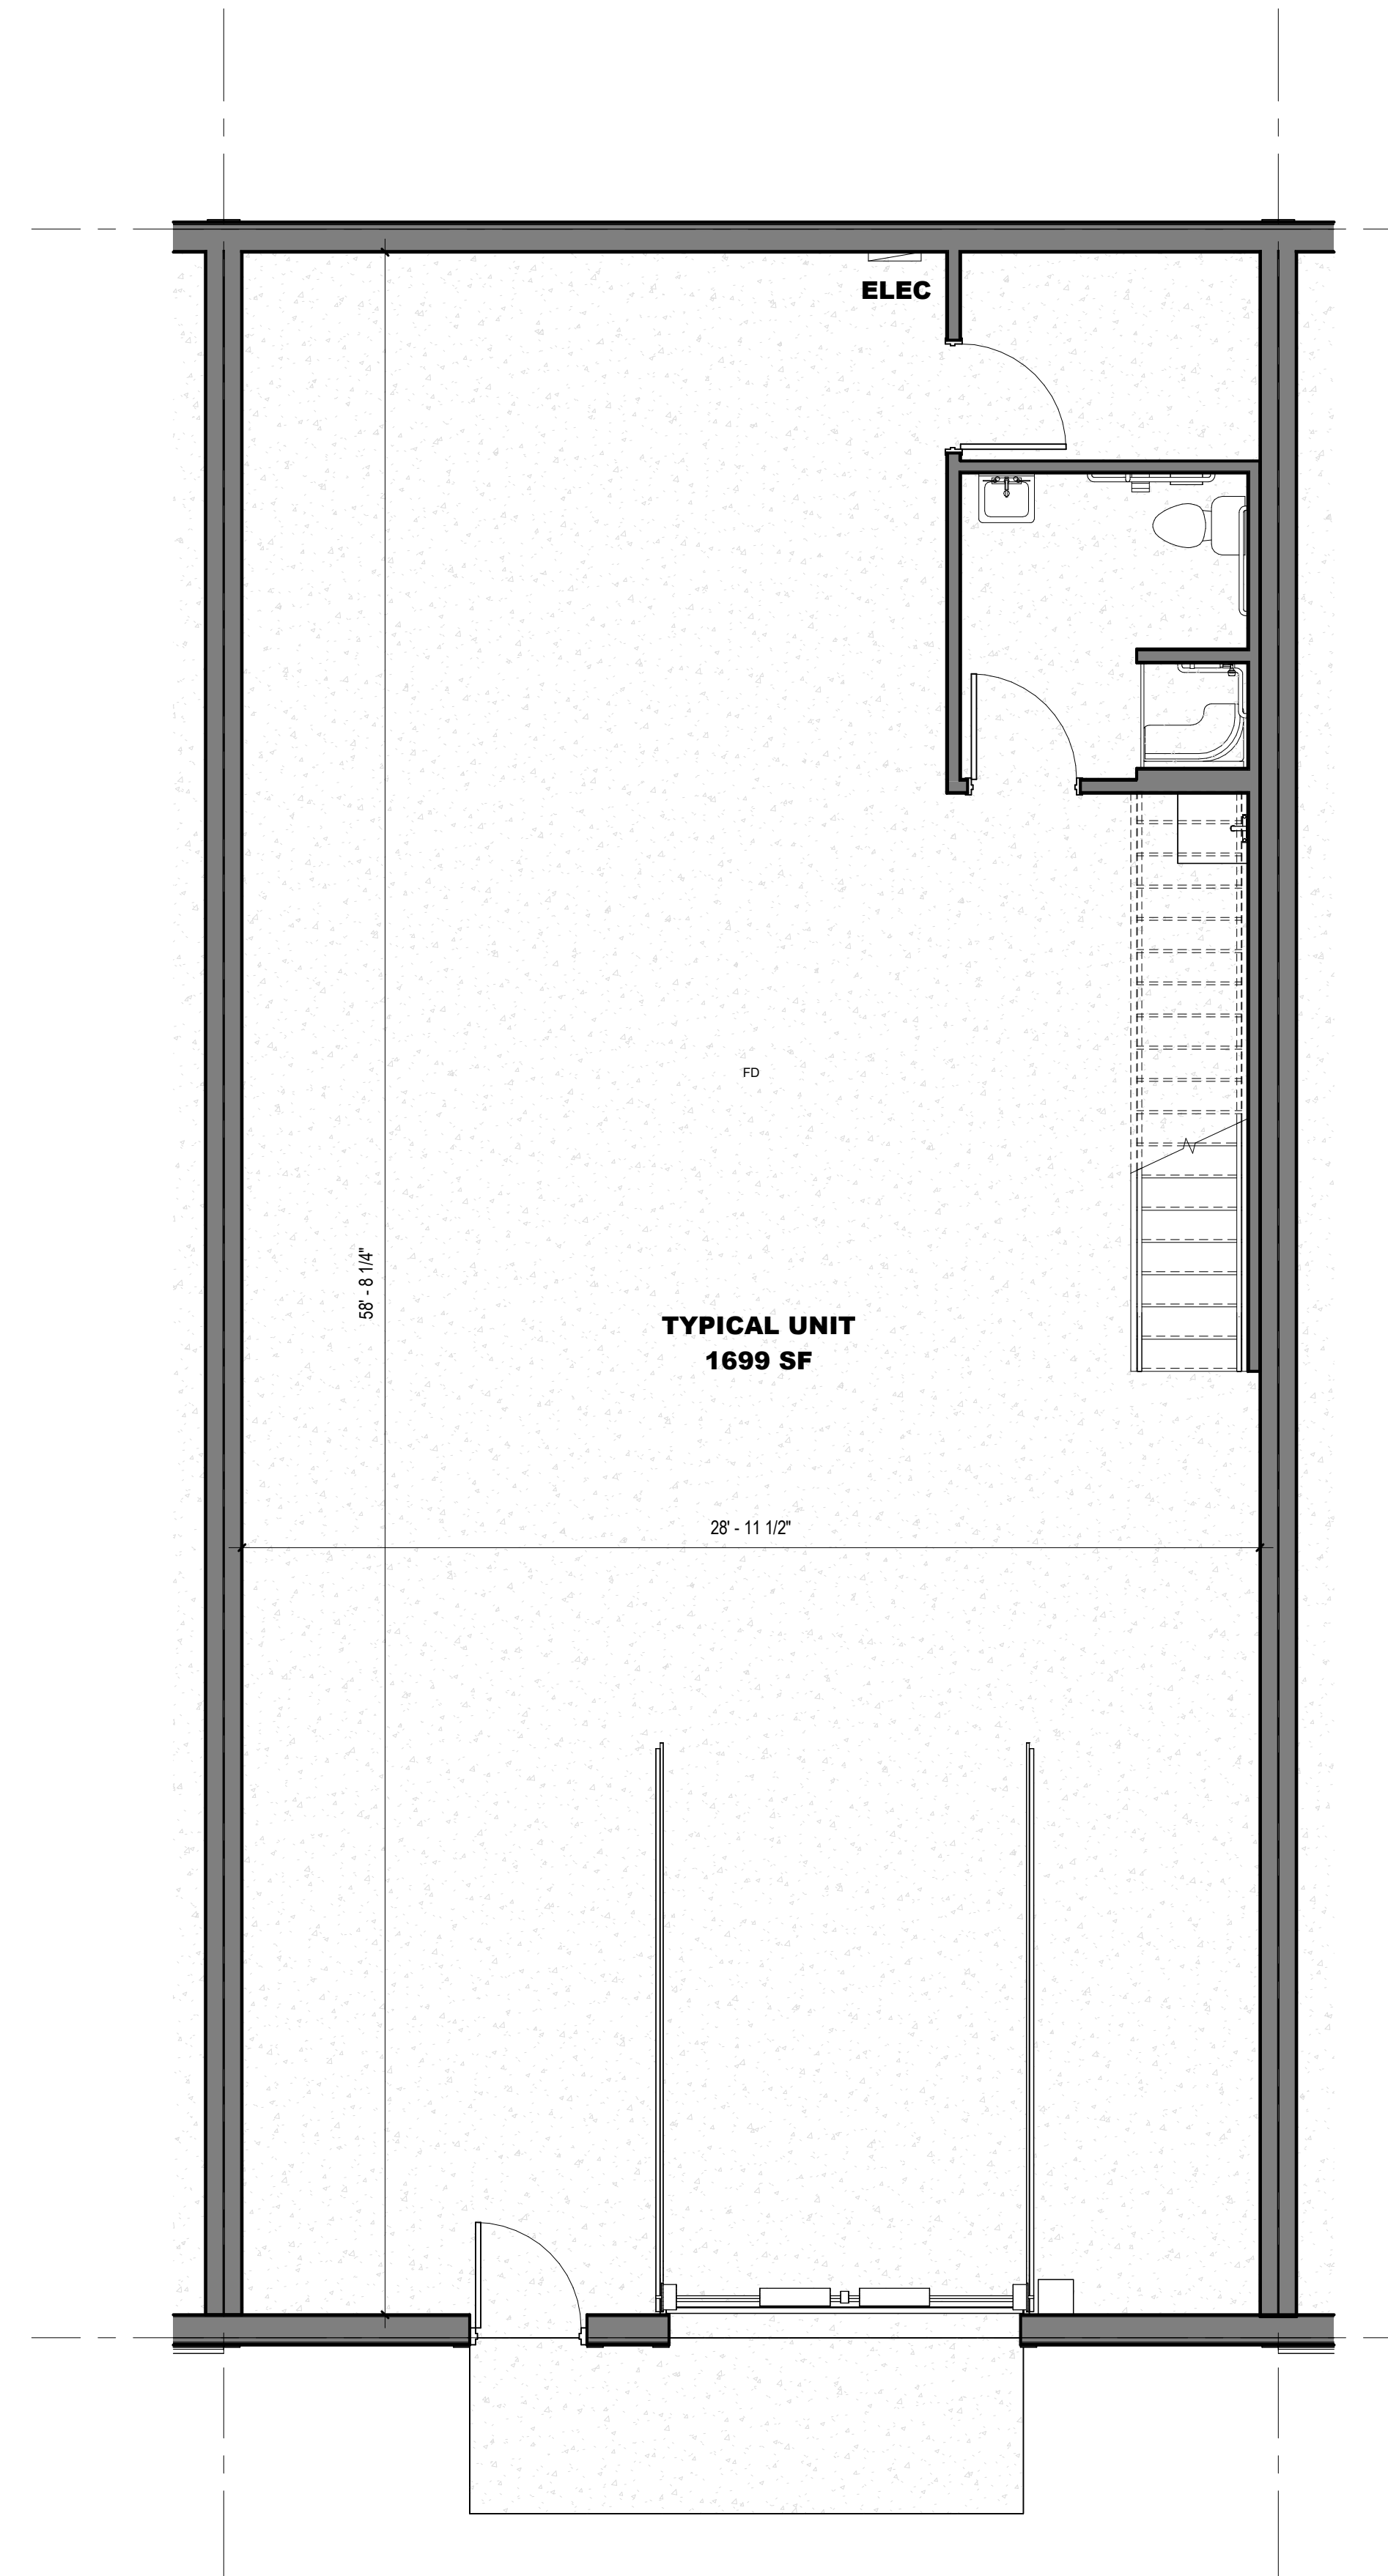 ELEC
FD
58' - 8 1/4"
TYPICAL UNIT
1699 SF
28' - 11 1/2"